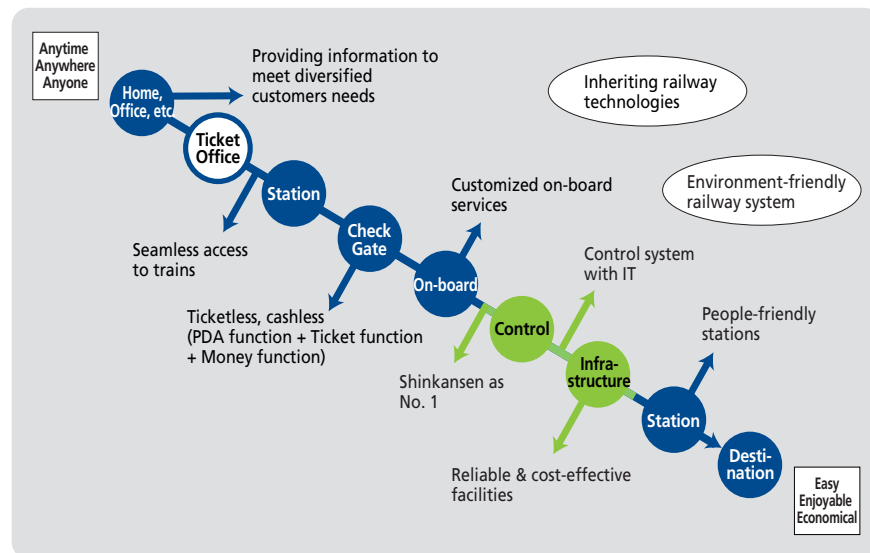 Anytime
Anywhere
Anyone
Providing information to
meet diversified
customers needs
Home,
Office, etc
Inheriting railway
technologies
Ticket
Office
Environment-friendly
railway system
Station
Customized on-board
services
Check
Gate
Seamless access
to trains
Control system
with IT
On-board
Ticketless, cashless
(PDA function + Ticket function
+ Money function)
Control
People-friendly
stations
Shinkansen as
No. 1
Infra-
structure
Station
Reliable & cost-effective
facilities
Desti-
nation
Easy
Enjoyable
Economical